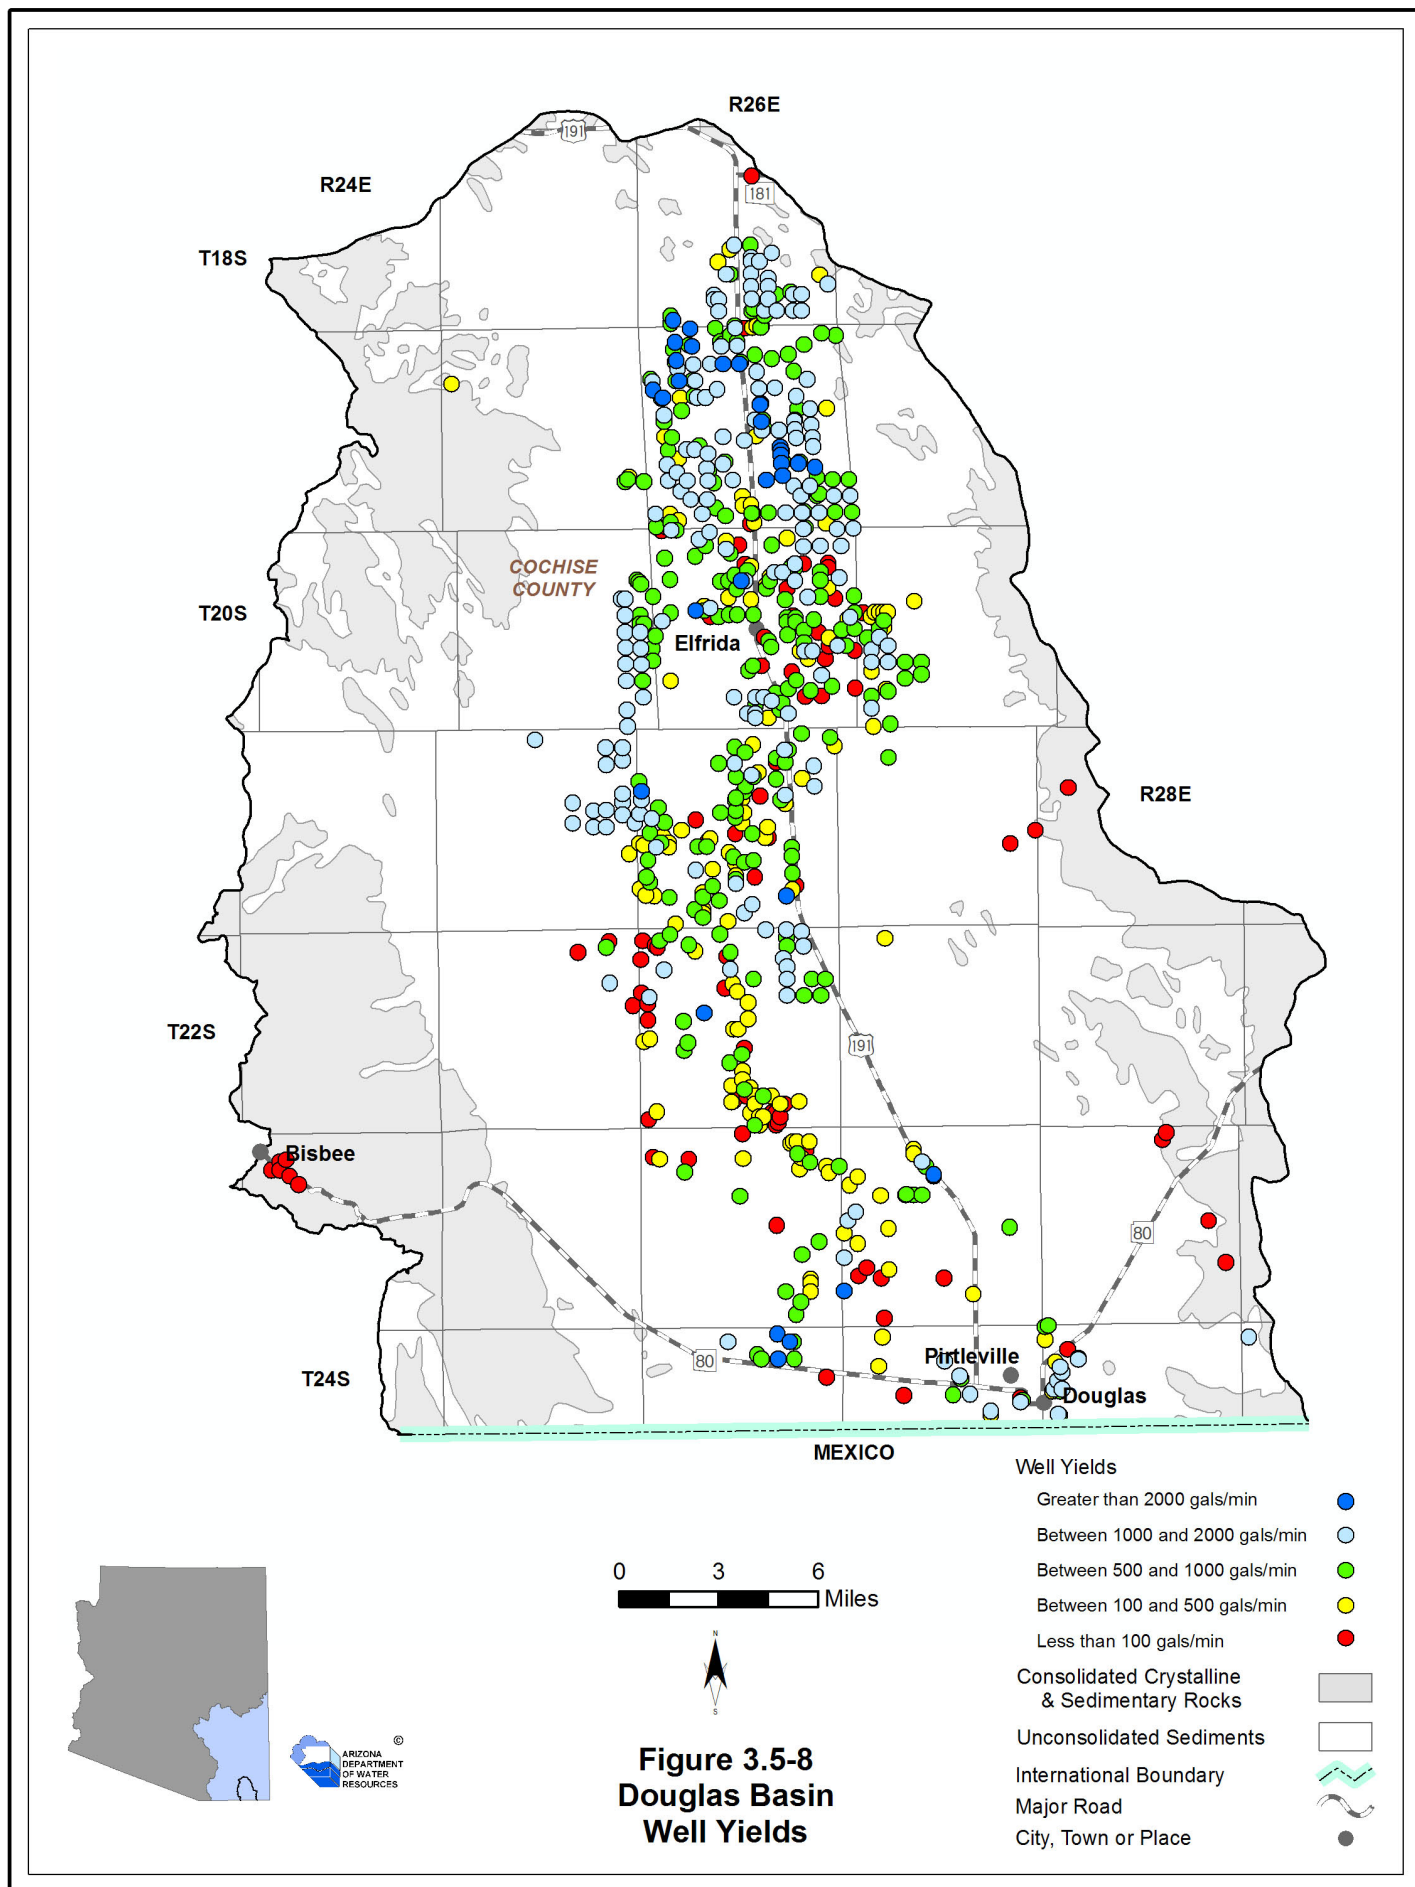 R26E
191
R24E
181
T18S
COCHISE
COUNTY
T20S
Elfrida
R28E
T22S
191
Bisbee
80
80
Pirtleville
T24S
Douglas
MEXICO
Well Yields
Greater than 2000 gals/min
Between 1000 and 2000 gals/min
Between 500 and 1000 gals/min
Between 100 and 500 gals/min
Less than 100 gals/min
Consolidated Crystalline
& Sedimentary Rocks
Unconsolidated Sediments
International Boundary
Major Road
City, Town or Place
0 3 6
Miles
N
S
©
ARIZONA
DEPARTMENT
OF WATER
RESOURCES
Figure 3.5-8
Douglas Basin
Well Yields